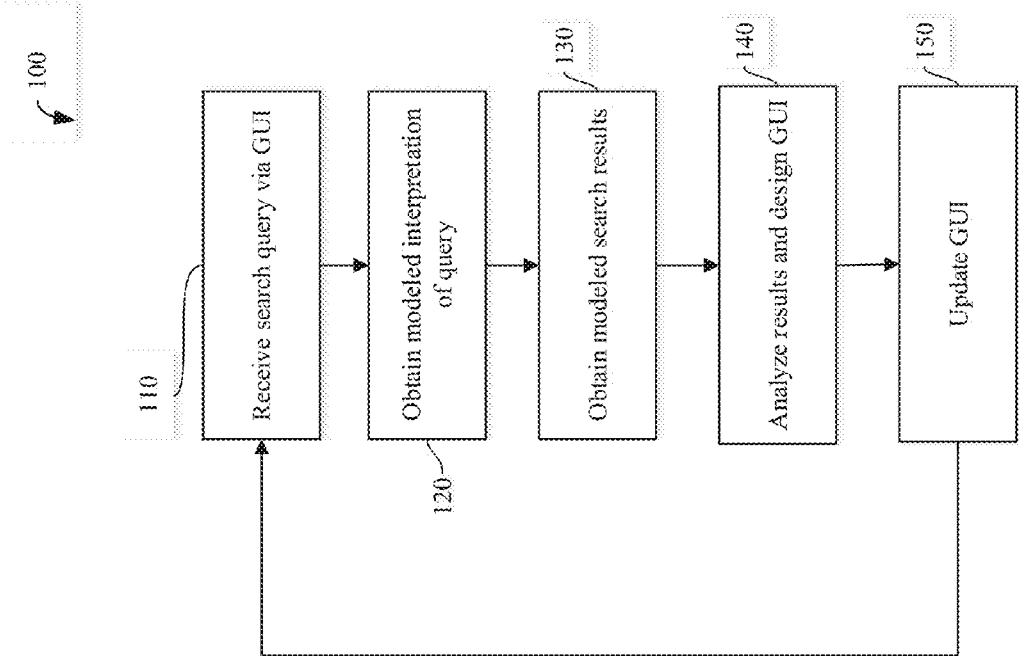 100
110
Receive search query via GUI
Obtain modeled interpretation
of query
120
Obtain modeled search results
130
Analyze results and design GUI
140
Update GUI
150